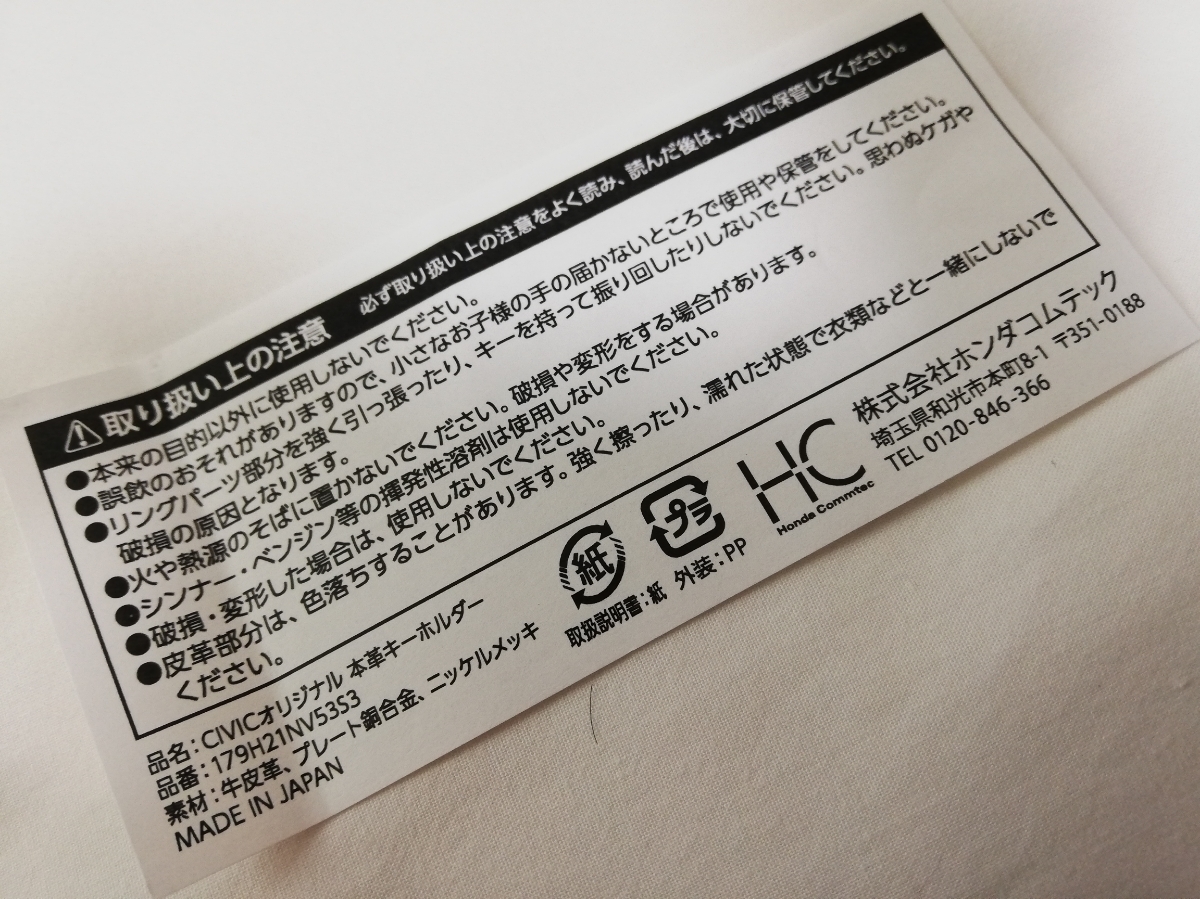 ⚠取り扱い上の注意 必ず取り扱い上の注意をよく読み、読んだ後は、大切に保管してください。
●本来の目的以外に使用しないでください。
●誤飲のおそれがありますので、小さなお子様の手の届かないところで使用や保管をしてください。
●リングパーツ部分を強く引っ張ったり、キーを持って振り回したりしないでください。思わぬケガや
破損の原因となります。
●火や熱源のそばに置かないでください。破損や変形をする場合があります。
●シンナー・ベンジン等の揮発性溶剤は使用しないでください。
●破損・変形した場合は、使用しないでください。
●皮革部分は、色落ちすることがあります。強く擦ったり、濡れた状態で衣類などと一緒にしないで
ください。
品名：CIVICオリジナル 本革キーホルダー
品番：179H21NV53S3
素材：牛皮革、プレート銅合金、ニッケルメッキ
MADE IN JAPAN
紙
プラ
取扱説明書：紙 外装：PP
HC
Honda Commtec
株式会社ホンダコムテック
埼玉県和光市本町8-1 〒351-0188
TEL 0120-846-366